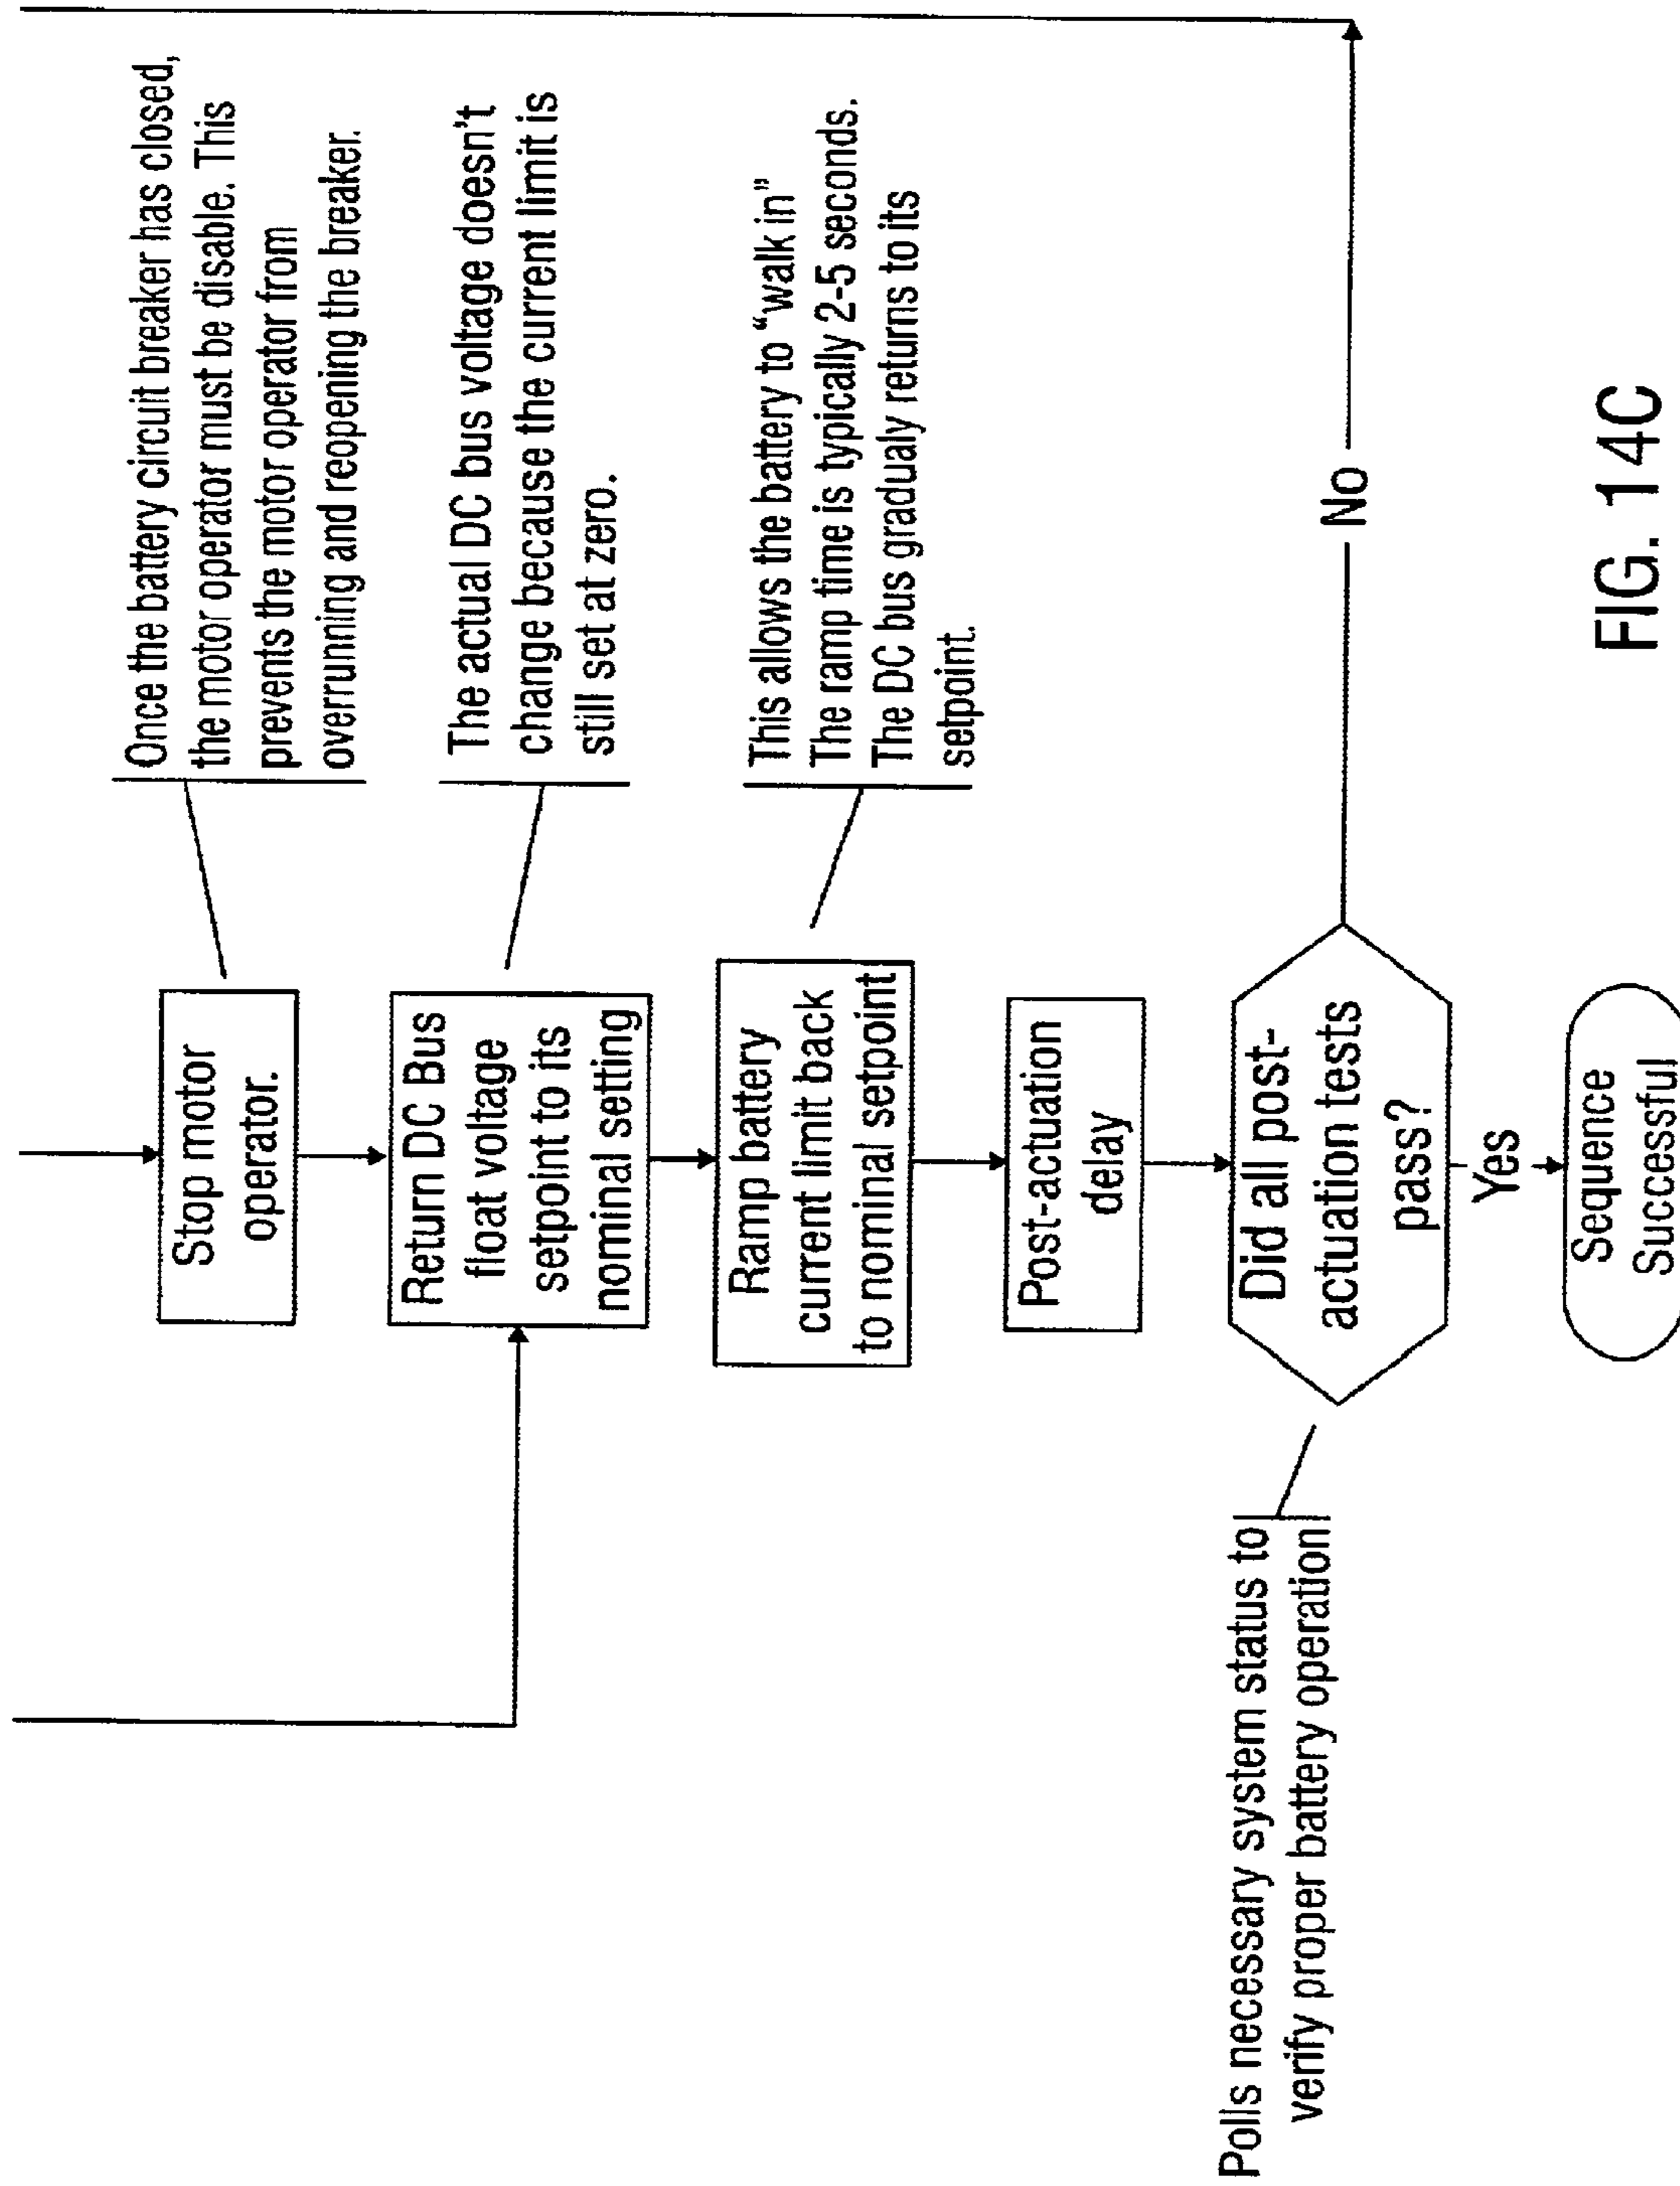 Stop motor
operator.
Once the battery circuit breaker has closed,
the motor operator must be disable. This
prevents the motor operator from
overrunning and reopening the breaker.
Return DC Bus
float voltage
setpoint to its
nominal setting
The actual DC bus voltage doesn't
change because the current limit is
still set at zero.
Ramp battery
current limit back
to nominal setpoint
This allows the battery to “walk in”
The ramp time is typically 2-5 seconds.
The DC bus gradualy returns to its
setpoint.
Post-actuation
delay
Polls necessary system status to
verify proper battery operation
Did all post-
actuation tests
pass?
No
Yes
Sequence
Successful
FIG. 14C